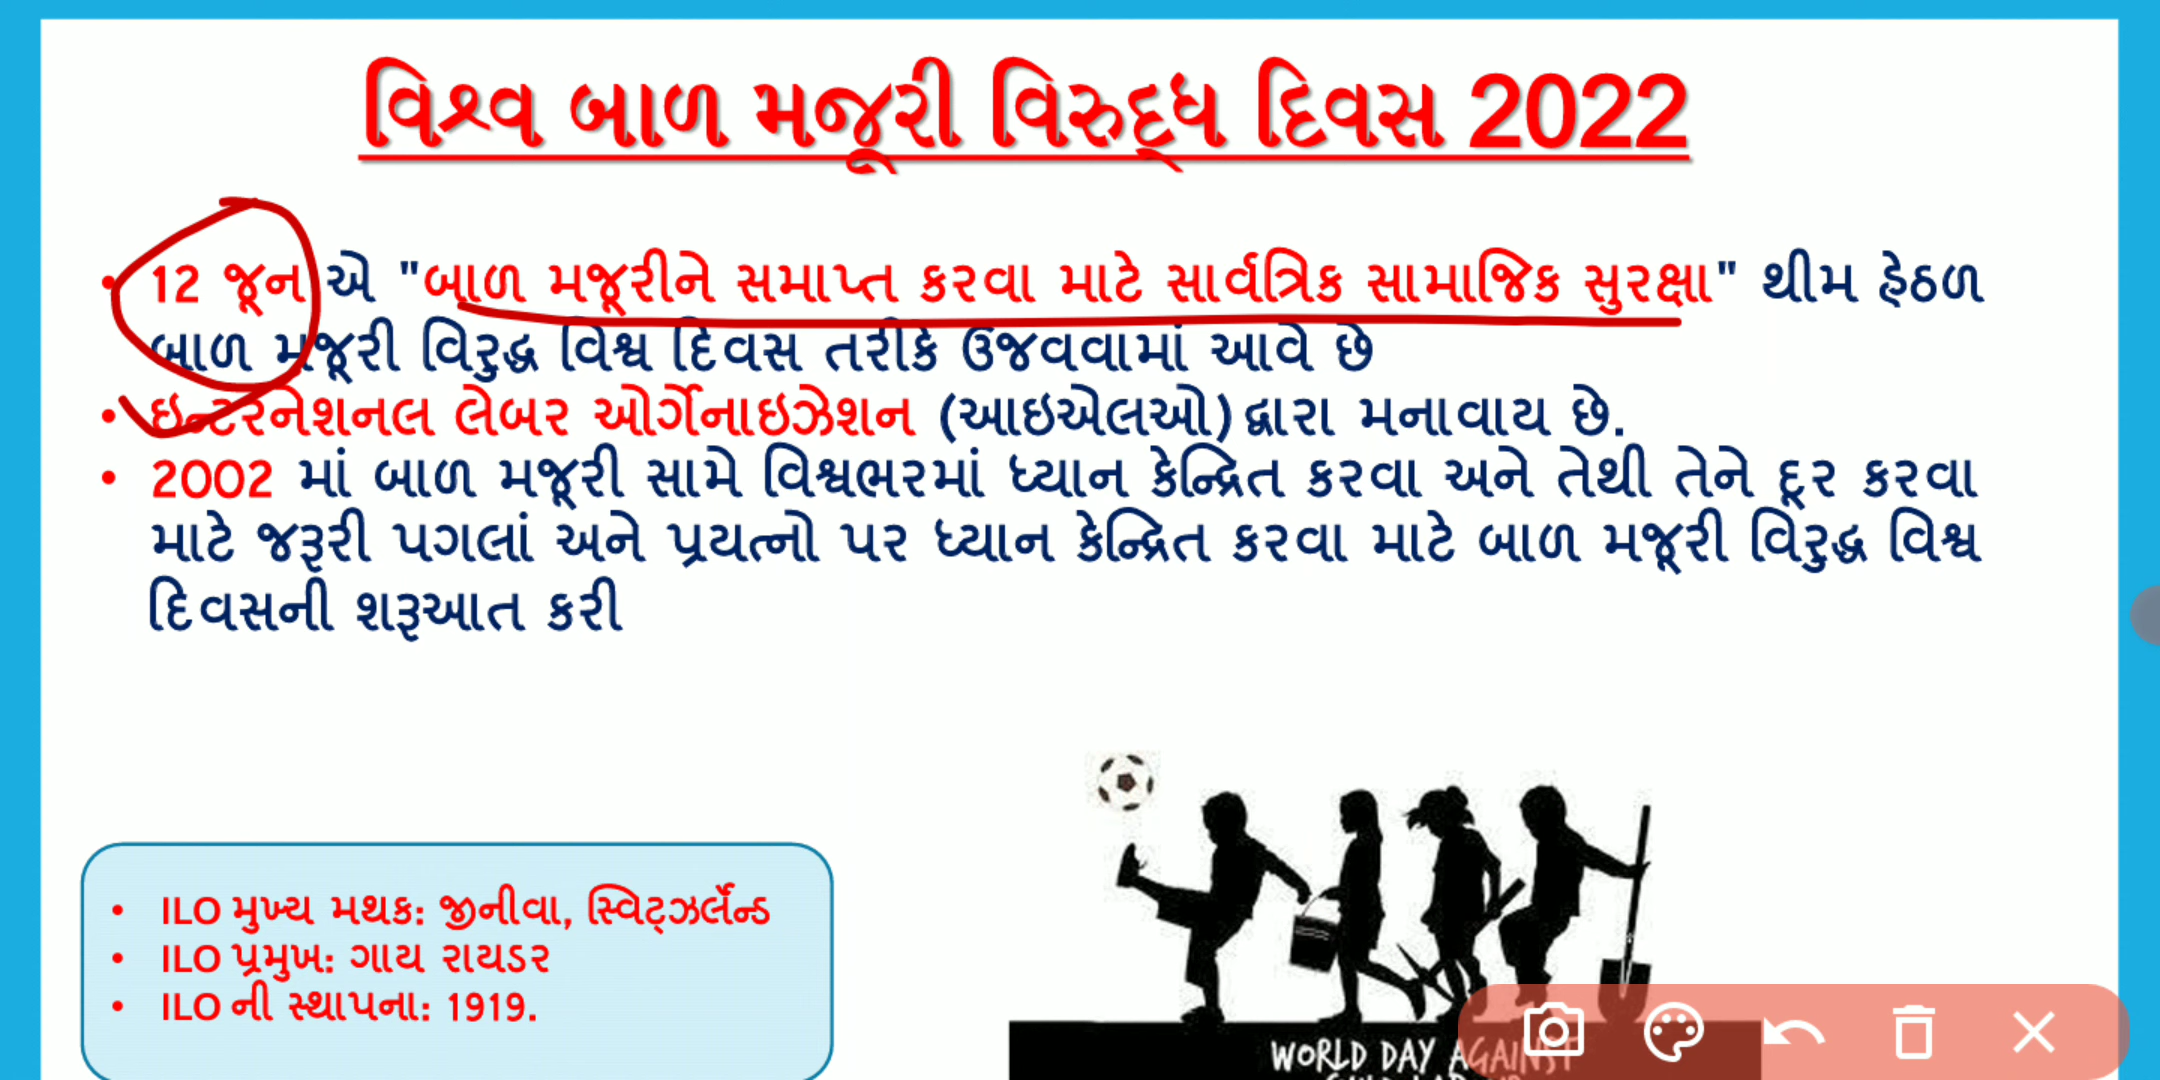 વિશ્વ બાળ મજૂરી વિરુદ્ધ દિવસ 2022
• 12 જૂન એ "બાળ મજૂરીને સમાપ્ત કરવા માટે સાર્વત્રિક સામાજિક સુરક્ષા" થીમ હેઠળ
બાળ મજૂરી વિરુદ્ધ વિશ્વ દિવસ તરીકે ઉજવવામાં આવે છે
• ઇન્ટરનેશનલ લેબર ઓર્ગેનાઇઝેશન (આઇએલઓ) દ્વારા મનાવાય છે.
• 2002 માં બાળ મજૂરી સામે વિશ્વભરમાં ધ્યાન કેન્દ્રિત કરવા અને તેથી તેને દૂર કરવા
માટે જરૂરી પગલાં અને પ્રયત્નો પર ધ્યાન કેન્દ્રિત કરવા માટે બાળ મજૂરી વિરુદ્ધ વિશ્વ
દિવસની શરૂઆત કરી
• ILO મુખ્ય મથક: જીનીવા, સ્વિટ્ઝર્લેન્ડ
• ILO પ્રમુખ: ગાય રાયડર
• ILO ની સ્થાપના: 1919.
WORLD DAY AGAINST